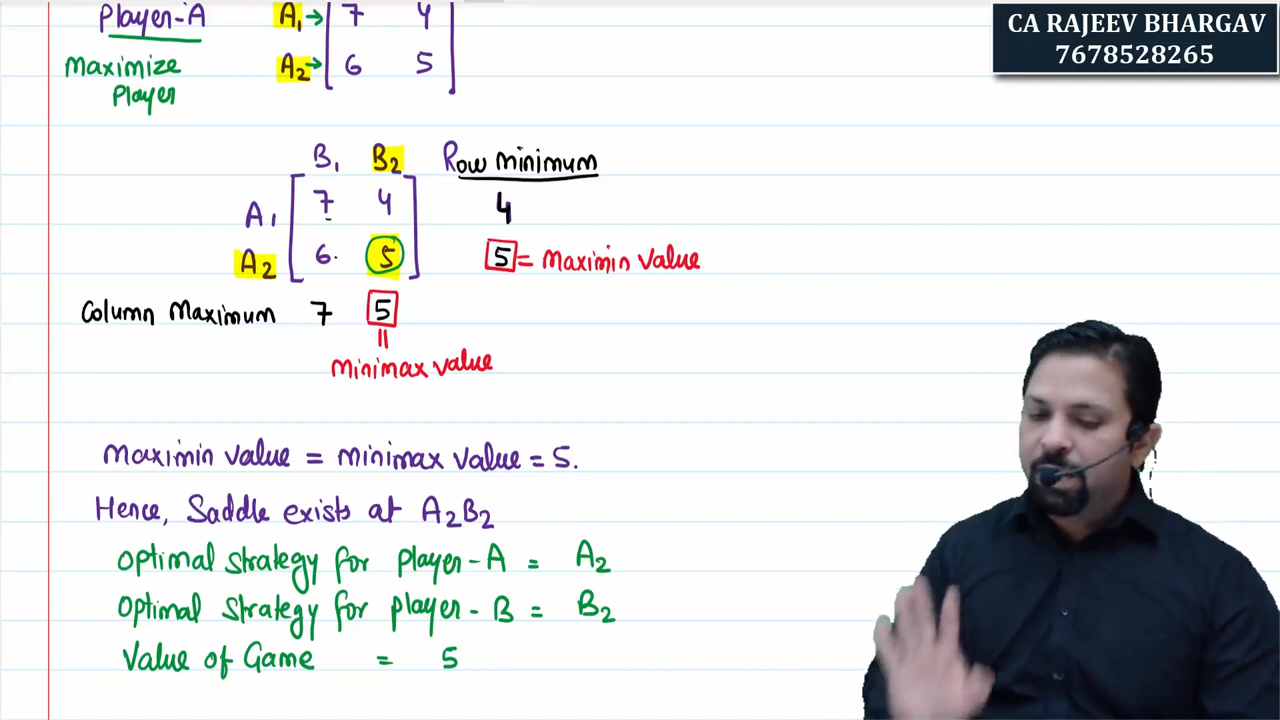 Player-A A1→ 7 4
A2→ 6 5
Maximize
Player
CA RAJEEV BHARGAV
7678528265
B1 B2 Row minimum
A1 7 4 4
A2 6 5 5 = Maximin value
Column Maximum 7 5
=
Minimax value
Maximin value = minimax value = 5.
Hence, Saddle exists at A2B2
Optimal strategy for player-A = A2
Optimal strategy for player-B = B2
Value of Game = 5